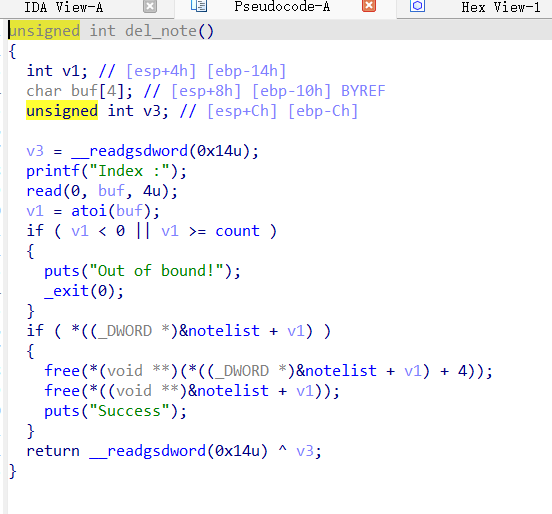 IDA View-A Pseudocode-A Hex View-1
unsigned int del_note()
{
  int v1; // [esp+4h] [ebp-14h]
  char buf[4]; // [esp+8h] [ebp-10h] BYREF
  unsigned int v3; // [esp+Ch] [ebp-Ch]

  v3 = __readgsdword(0x14u);
  printf("Index :");
  read(0, buf, 4u);
  v1 = atoi(buf);
  if ( v1 < 0 || v1 >= count )
  {
    puts("Out of bound!");
    _exit(0);
  }
  if ( *((_DWORD *)&notelist + v1) )
  {
    free(*(void **)(*((_DWORD *)&notelist + v1) + 4));
    free(*((void **)&notelist + v1));
    puts("Success");
  }
  return __readgsdword(0x14u) ^ v3;
}